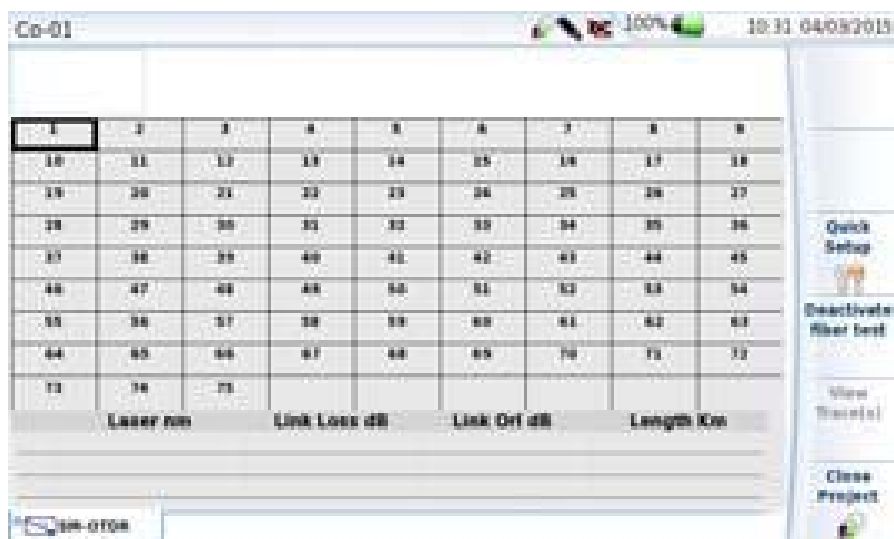 Co-01 100% 10:31 04/03/2015
1 2 3 4 5 6 7 8 9
10 11 12 13 14 15 16 17 18
19 20 21 22 23 24 25 26 27
28 29 30 31 32 33 34 35 36
37 38 39 40 41 42 43 44 45
46 47 48 49 50 51 52 53 54
55 56 57 58 59 60 61 62 63
64 65 66 67 68 69 70 71 72
73 74 75
Laser nm Link Loss dB Link Orl dB Length Km
SM-OTDR
Quick
Setup
Deactivate
fiber test
View
Trace(s)
Close
Project